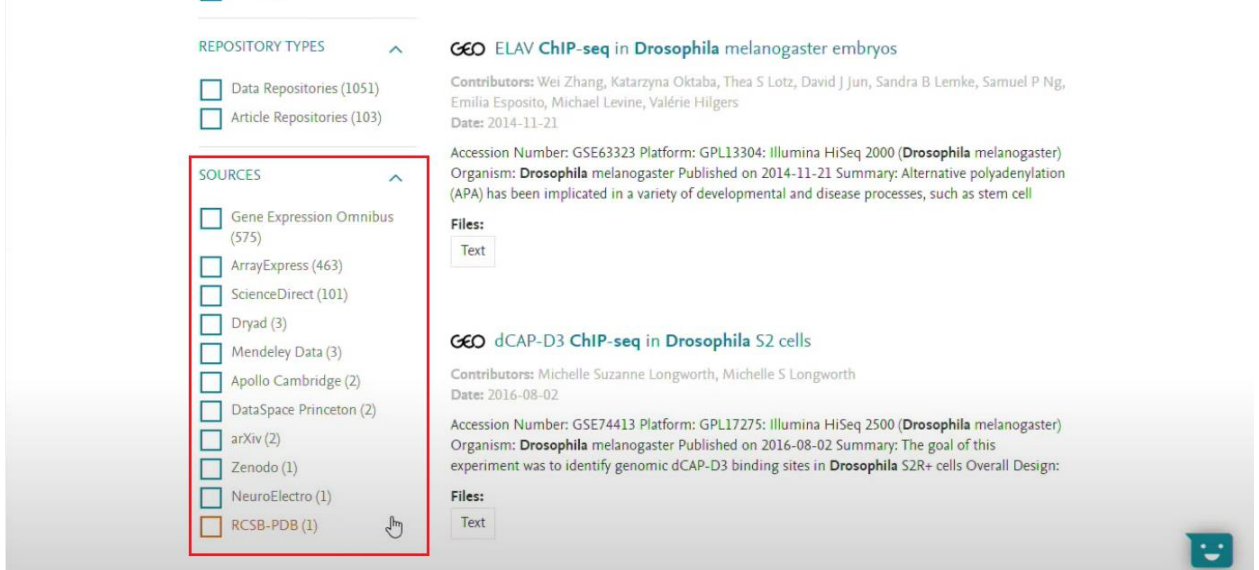 REPOSITORY TYPES
Data Repositories (1051)
Article Repositories (103)
SOURCES
Gene Expression Omnibus
(575)
ArrayExpress (463)
ScienceDirect (101)
Dryad (3)
Mendeley Data (3)
Apollo Cambridge (2)
DataSpace Princeton (2)
arXiv (2)
Zenodo (1)
NeuroElectro (1)
RCSB-PDB (1)
GEO ELAV ChIP-seq in Drosophila melanogaster embryos
Contributors: Wei Zhang, Katarzyna Oktaba, Thea S Lotz, David J Jun, Sandra B Lemke, Samuel P Ng,
Emilia Esposito, Michael Levine, Valérie Hilgers
Date: 2014-11-21
Accession Number: GSE63323 Platform: GPL13304: Illumina HiSeq 2000 (Drosophila melanogaster)
Organism: Drosophila melanogaster Published on 2014-11-21 Summary: Alternative polyadenylation
(APA) has been implicated in a variety of developmental and disease processes, such as stem cell
Files:
Text
GEO dCAP-D3 ChIP-seq in Drosophila S2 cells
Contributors: Michelle Suzanne Longworth, Michelle S Longworth
Date: 2016-08-02
Accession Number: GSE74413 Platform: GPL17275: Illumina HiSeq 2500 (Drosophila melanogaster)
Organism: Drosophila melanogaster Published on 2016-08-02 Summary: The goal of this
experiment was to identify genomic dCAP-D3 binding sites in Drosophila S2R+ cells Overall Design:
Files:
Text